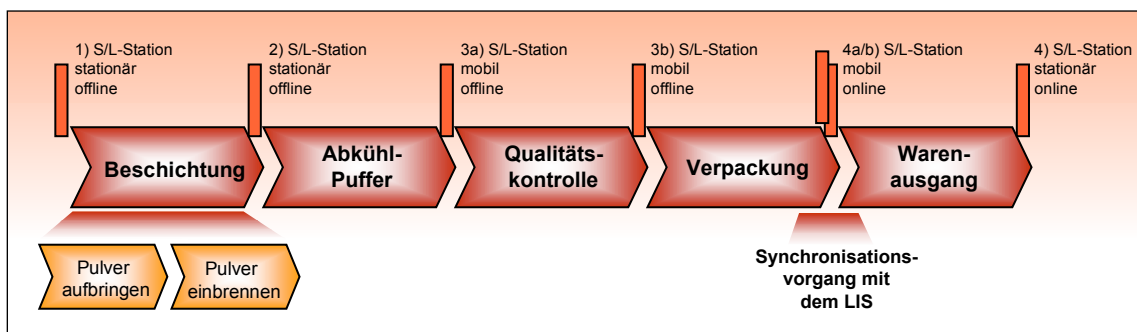 1) S/L-Station
stationär
offline
2) S/L-Station
stationär
offline
3a) S/L-Station
mobil
offline
3b) S/L-Station
mobil
offline
4a/b) S/L-Station
mobil
online
4) S/L-Station
stationär
online
Beschichtung
Abkühl-
Puffer
Qualitäts-
kontrolle
Verpackung
Waren-
ausgang
Pulver
aufbringen
Pulver
einbrennen
Synchronisations-
vorgang mit
dem LIS